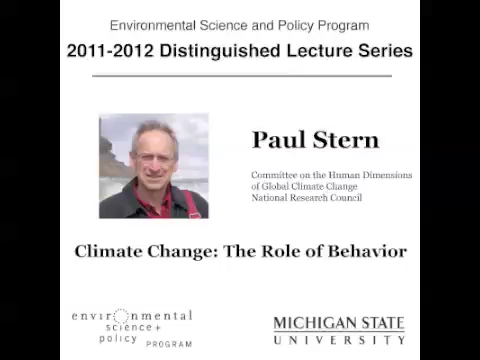 Environmental Science and Policy Program
2011-2012 Distinguished Lecture Series
Paul Stern
Committee on the Human Dimensions
of Global Climate Change
National Research Council
Climate Change: The Role of Behavior
environmental
science+
policy PROGRAM
MICHIGAN STATE
UNIVERSITY